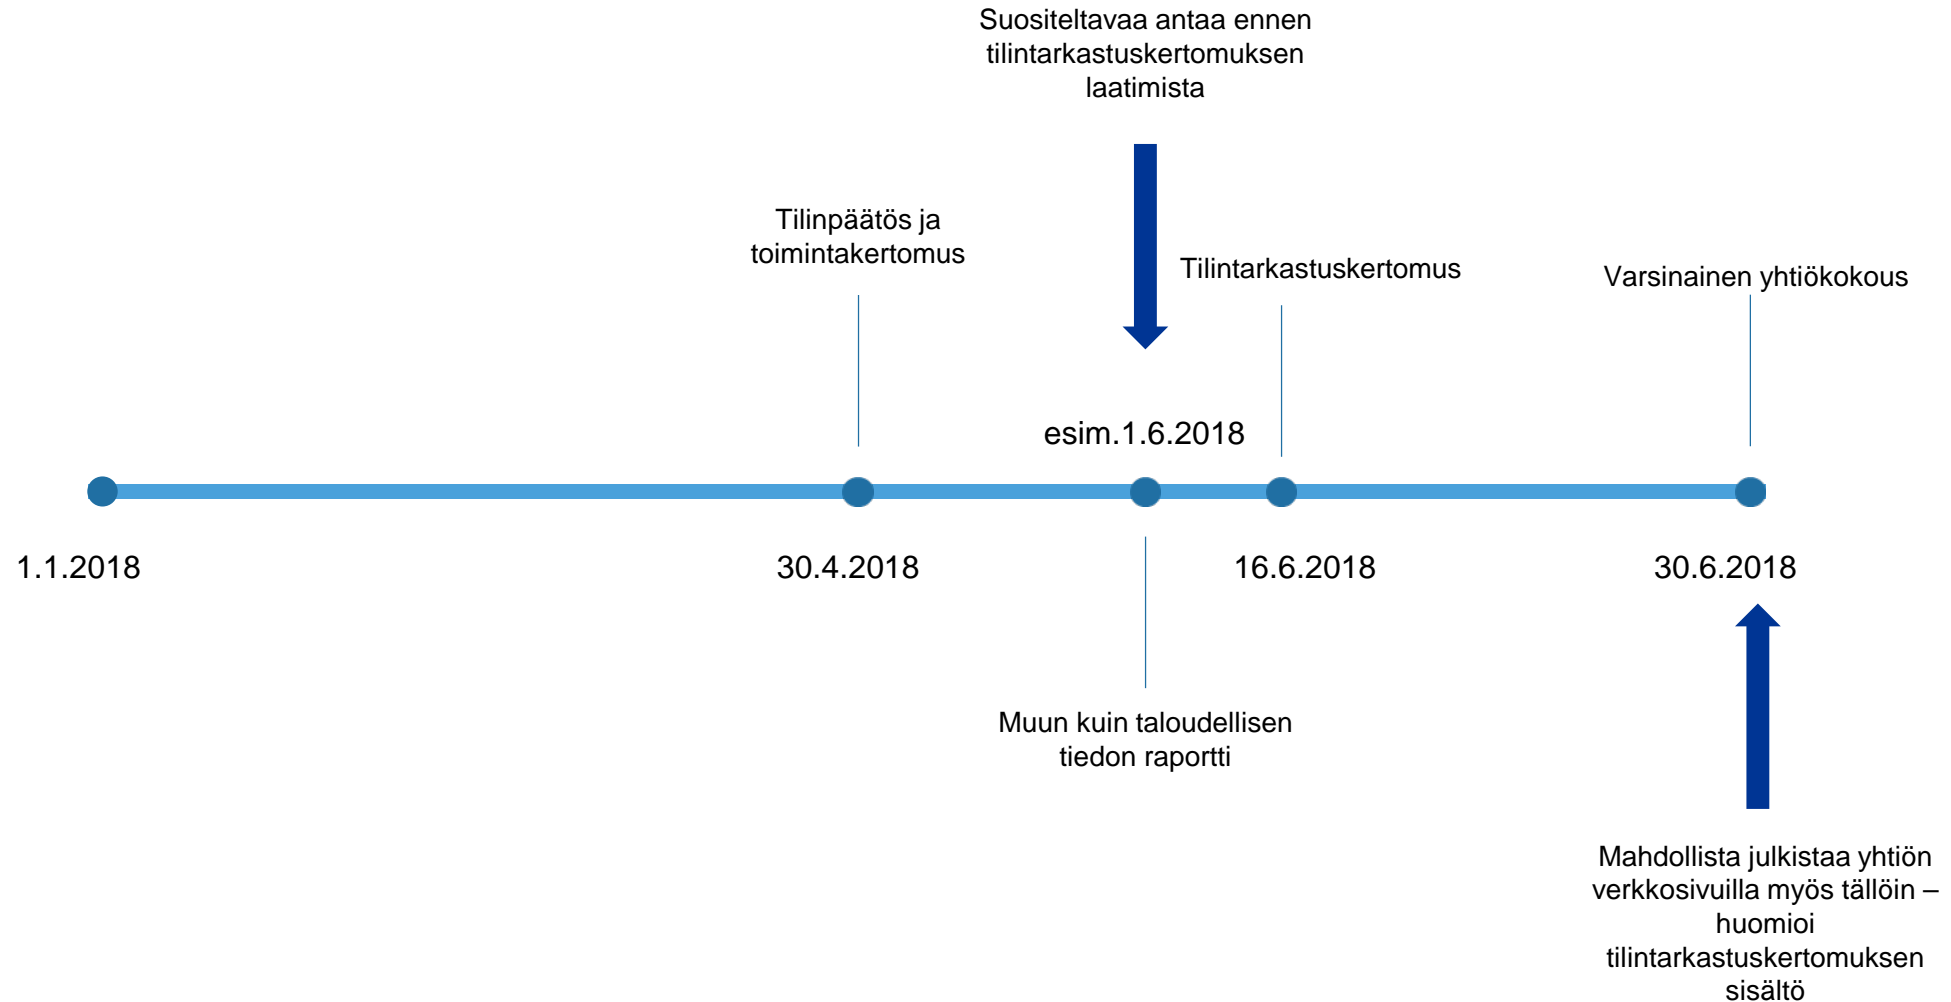 Suositeltavaa antaa ennen
tilintarkastuskertomuksen
laatimista
Tilinpäätös ja
toimintakertomus
Tilintarkastuskertomus
Varsinainen yhtiökokous
esim.1.6.2018
1.1.2018
30.4.2018
16.6.2018
30.6.2018
Muun kuin taloudellisen
tiedon raportti
Mahdollista julkistaa yhtiön
verkkosivuilla myös tällöin –
huomioi
tilintarkastuskertomuksen
sisältö